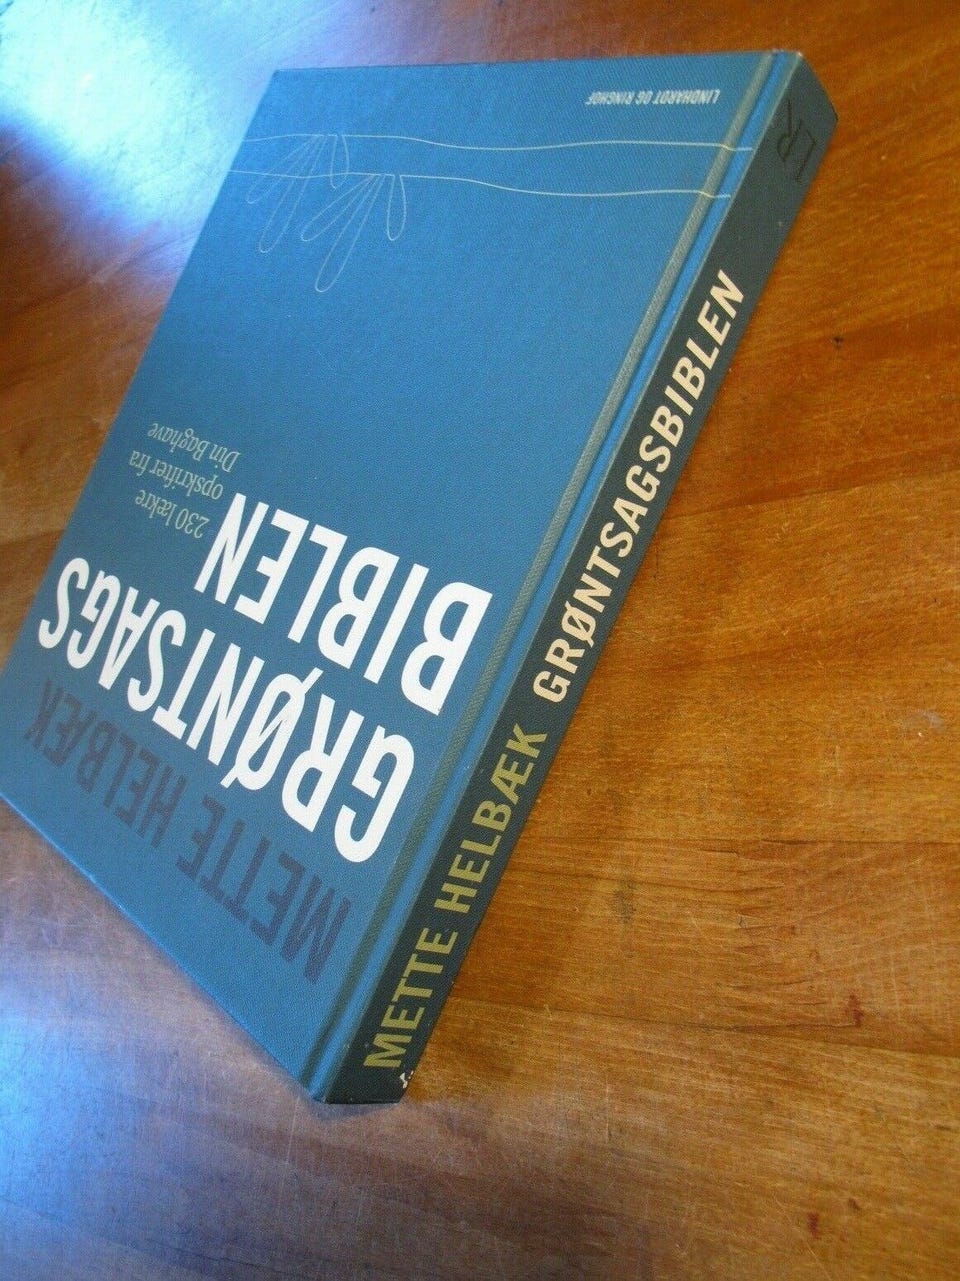 METTE HELBÆK
GRØNTSAGS
BIBLEN
230 lækre
opskrifter fra
Din Baghave
LINDHARDT OG RINGHOF
METTE HELBÆK GRØNTSAGSBIBLEN
LR